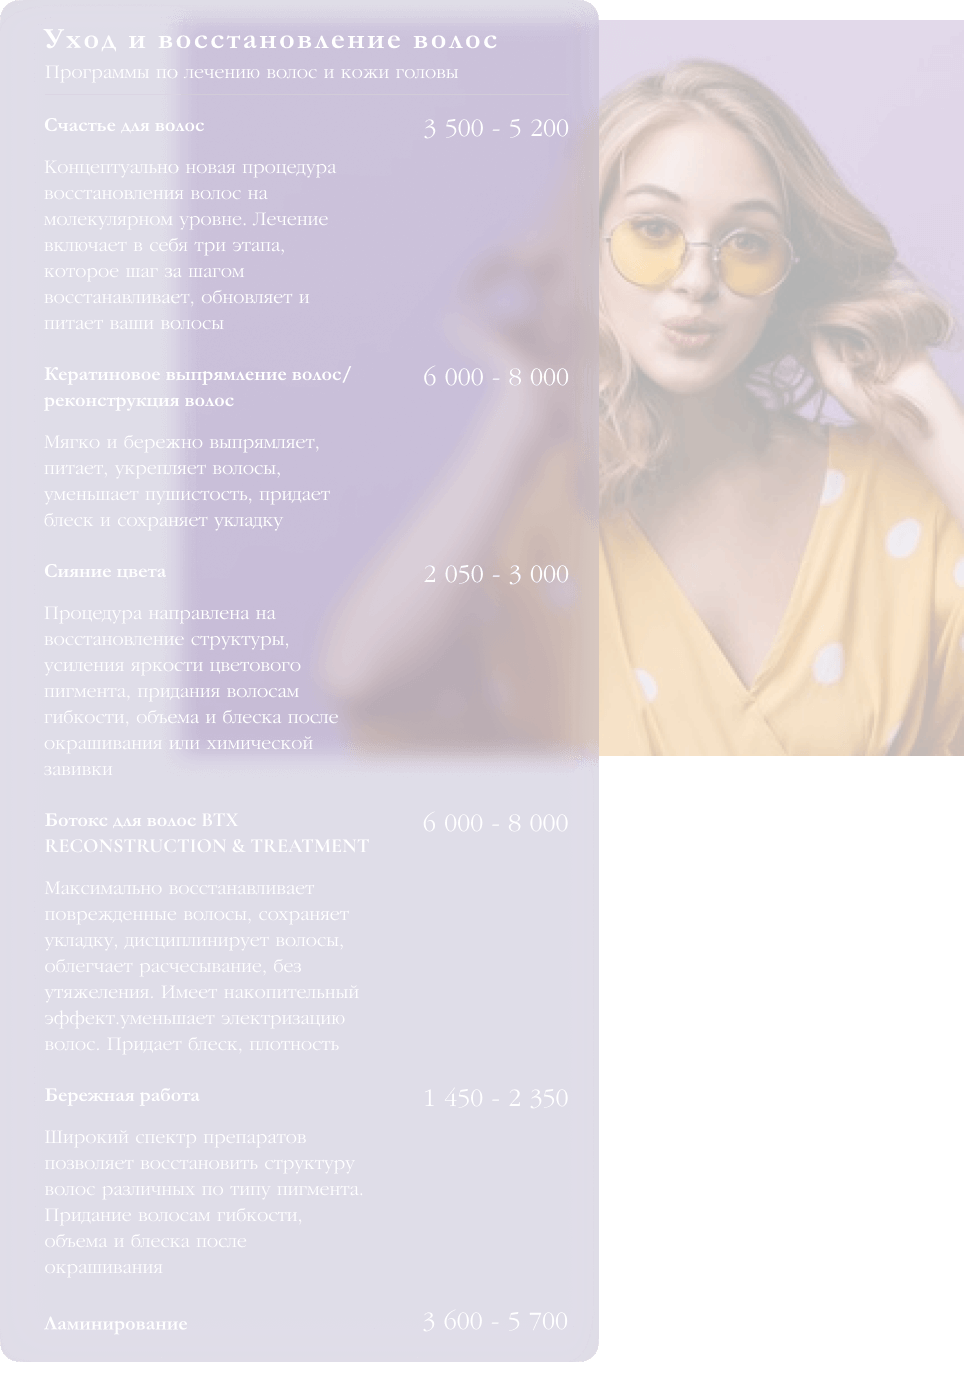 Уход и восстановление волос
Программы по лечению волос и кожи головы
Счастье для волос
3 500 - 5 200
Концептуально новая процедура
восстановления волос на
молекулярном уровне. Лечение
включает в себя три этапа,
которое шаг за шагом
восстанавливает, обновляет и
питает ваши волосы
Кератиновое выпрямление волос/
реконструкция волос
6 000 - 8 000
Мягко и бережно выпрямляет,
питает, укрепляет волосы,
уменьшает пушистость, придает
блеск и сохраняет укладку
Сияние цвета
2 050 - 3 000
Процедура направлена на
восстановление структуры,
усиления яркости цветового
пигмента, придания волосам
гибкости, объема и блеска после
окрашивания или химической
завивки
Ботокс для волос BTX
RECONSTRUCTION & TREATMENT
6 000 - 8 000
Максимально восстанавливает
поврежденные волосы, сохраняет
укладку, дисциплинирует волосы,
облегчает расчесывание, без
утяжеления. Имеет накопительный
эффект.уменьшает электризацию
волос. Придает блеск, плотность
Бережная работа
1 450 - 2 350
Широкий спектр препаратов
позволяет восстановить структуру
волос различных по типу пигмента.
Придание волосам гибкости,
объема и блеска после
окрашивания
Ламинирование
3 600 - 5 700